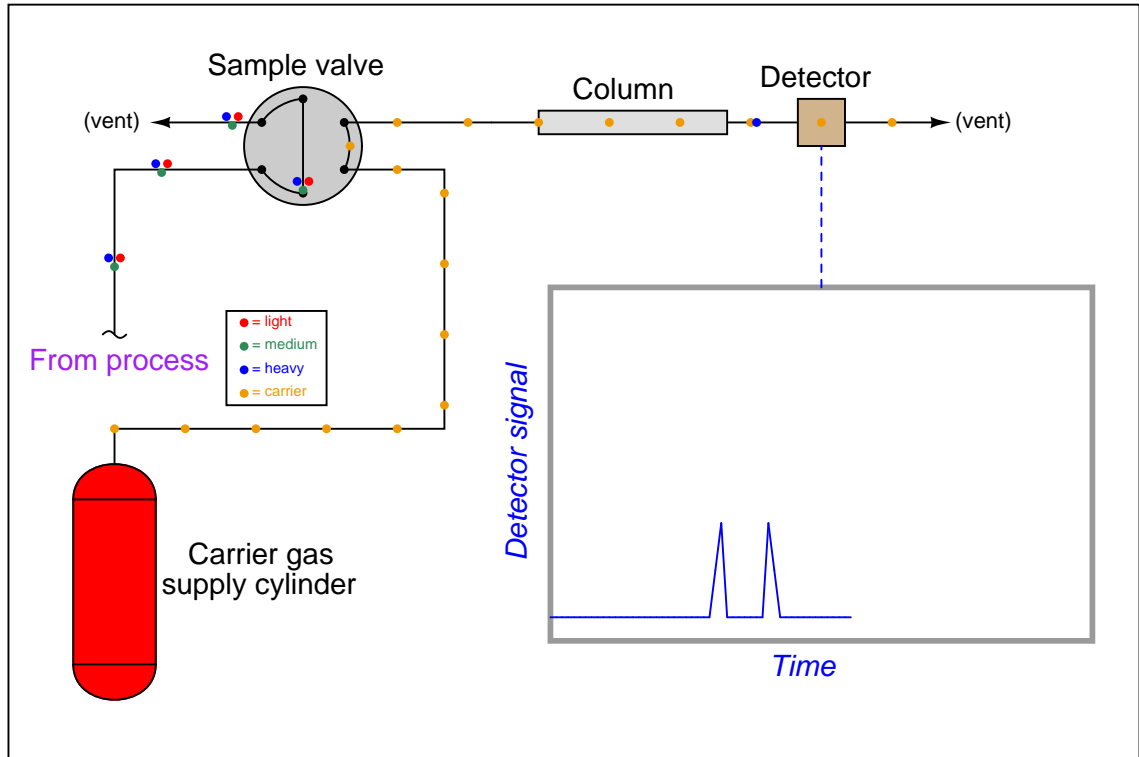 Sample valve
Column
Detector
(vent)
(vent)
= light
= medium
= heavy
= carrier
From process
Detector signal
Carrier gas
supply cylinder
Time